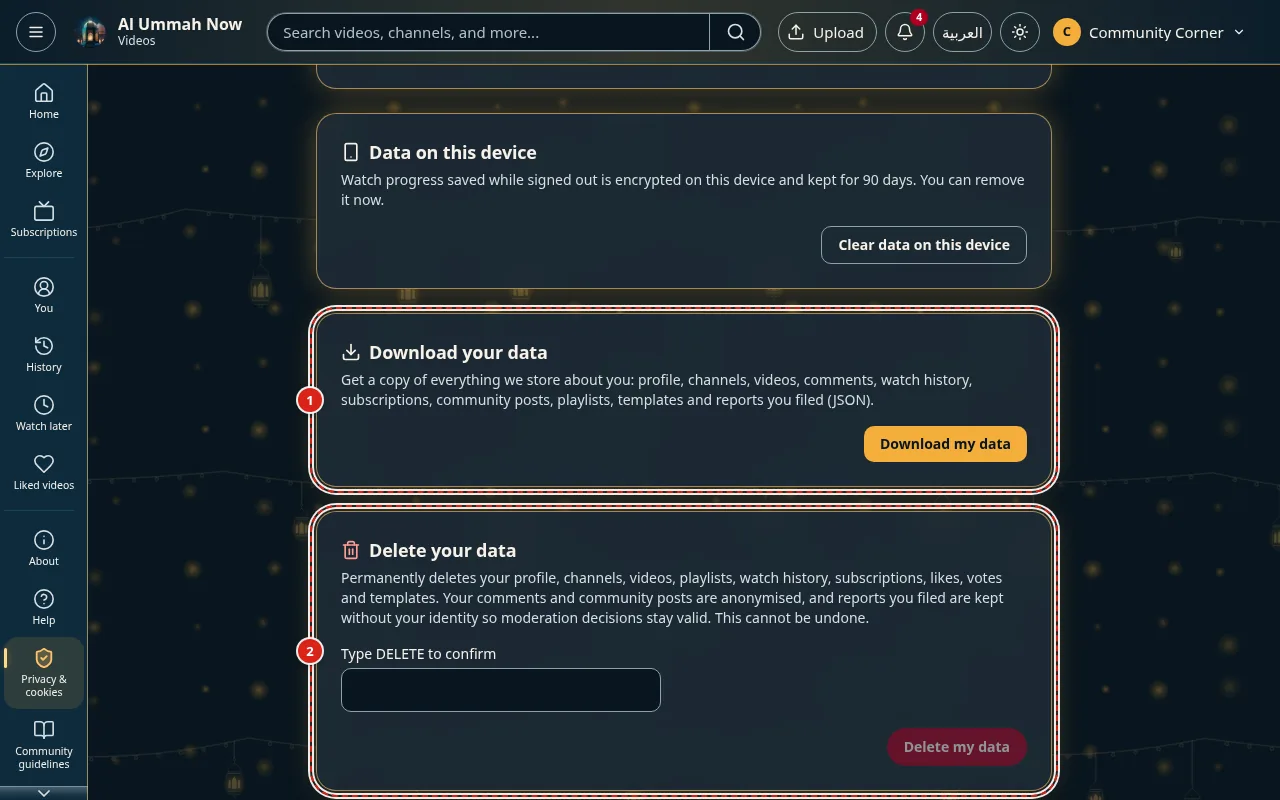 Al Ummah Now
Videos
Search videos, channels, and more...
Upload
4
العربية
C
Community Corner
Home
Explore
Subscriptions
You
History
Watch later
Liked videos
About
Help
Privacy &
cookies
Community
guidelines
Data on this device
Watch progress saved while signed out is encrypted on this device and kept for 90 days. You can remove
it now.
Clear data on this device
1
Download your data
Get a copy of everything we store about you: profile, channels, videos, comments, watch history,
subscriptions, community posts, playlists, templates and reports you filed (JSON).
Download my data
2
Delete your data
Permanently deletes your profile, channels, videos, playlists, watch history, subscriptions, likes, votes
and templates. Your comments and community posts are anonymised, and reports you filed are kept
without your identity so moderation decisions stay valid. This cannot be undone.
Type DELETE to confirm
Delete my data